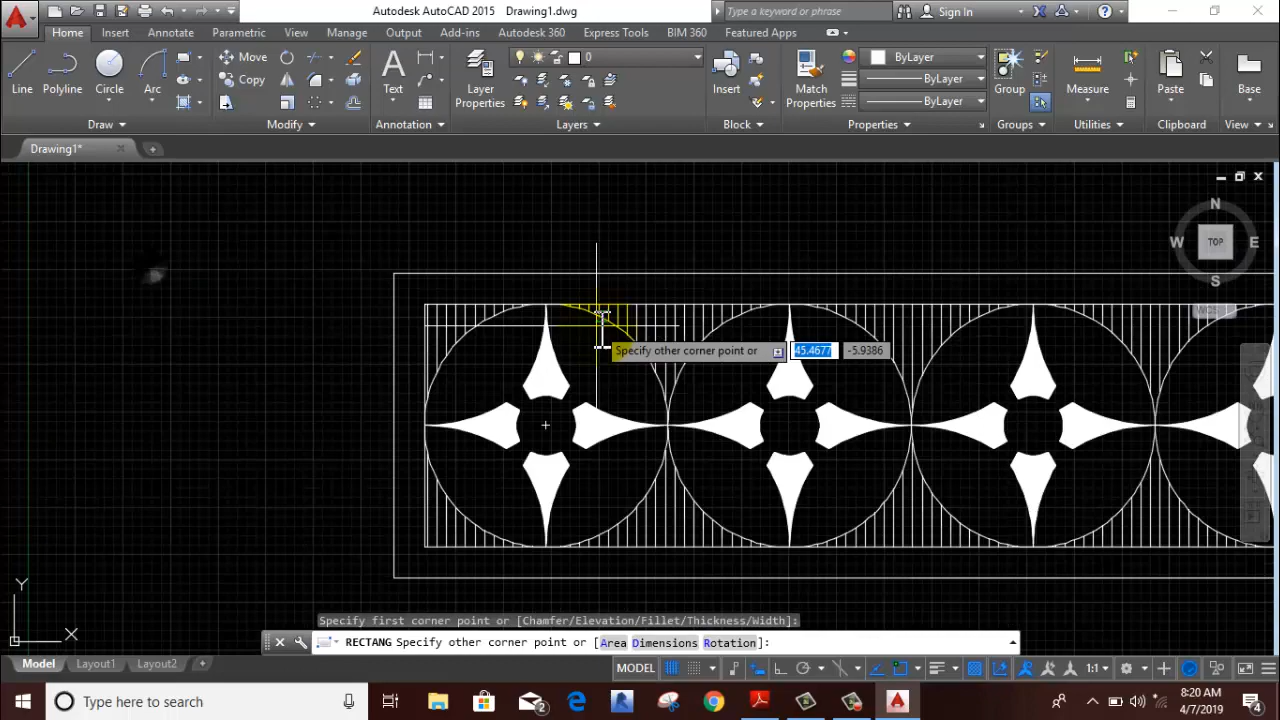 Autodesk AutoCAD 2015 Drawing1.dwg
Type a keyword or phrase
Sign In
Home Insert Annotate Parametric View Manage Output Add-ins Autodesk 360 Express Tools BIM 360 Featured Apps
Move
Copy
Line Polyline Circle Arc
Text
Layer
Properties
0
Insert
Match
Properties
ByLayer
ByLayer
ByLayer
Group
Measure
Paste
Base
Draw Modify Annotation Layers Block Properties Groups Utilities Clipboard View
Drawing1*
N
W TOP E
S
Specify other corner point or 45.4677 -5.9386
Y
X
Specify first corner point or [Chamfer/Elevation/Fillet/Thickness/Width]:
RECTANG Specify other corner point or [Area Dimensions Rotation]:
Model Layout1 Layout2
MODEL 1:1
Type here to search
2
8:20 AM
4/7/2019
4